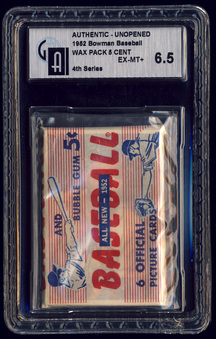 AUTHENTIC - UNOPENED
1952 Bowman Baseball
WAX PACK 5 CENT
EX-MT+
6.5
4th Series
AND
BUBBLE GUM 5¢
ALL NEW - 1952
BASEBALL
6 OFFICIAL
PICTURE CARDS